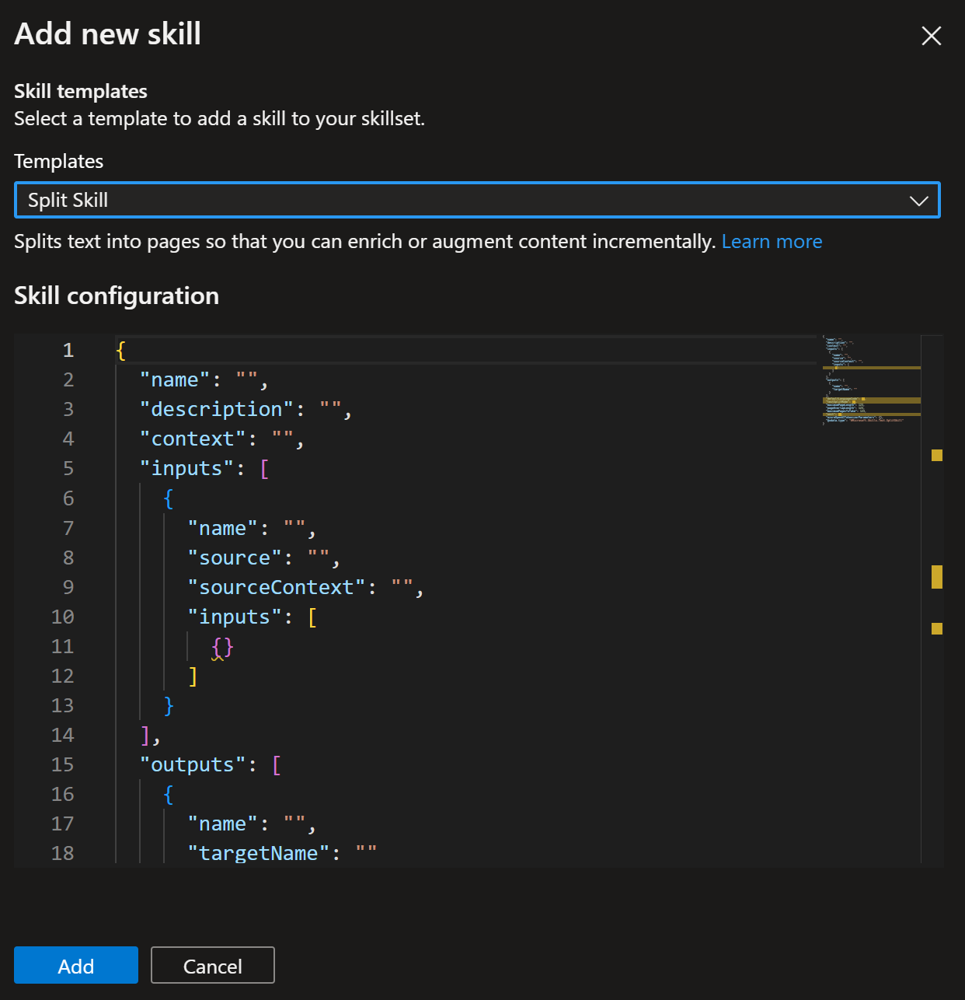 Add new skill
Skill templates
Select a template to add a skill to your skillset.
Templates
Split Skill
Splits text into pages so that you can enrich or augment content incrementally. Learn more
Skill configuration
1 {
2 "name": "",
3 "description": "",
4 "context": "",
5 "inputs": [
6 {
7 "name": "",
8 "source": "",
9 "sourceContext": "",
10 "inputs": [
11 {}
12 ]
13 }
14 ],
15 "outputs": [
16 {
17 "name": "",
18 "targetName": ""
Add
Cancel